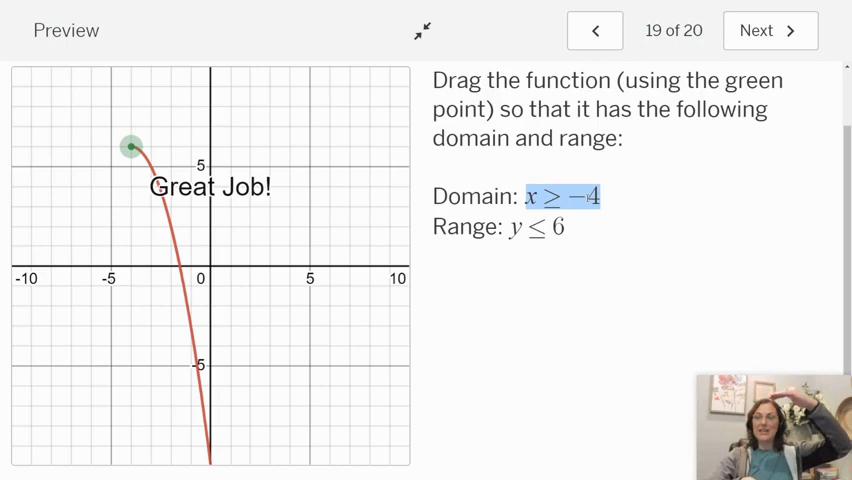 Preview
19 of 20
Next
Drag the function (using the green
point) so that it has the following
domain and range:
Domain: x ≥ −4
Range: y ≤ 6
5
Great Job!
-10 -5 0 5 10
-5